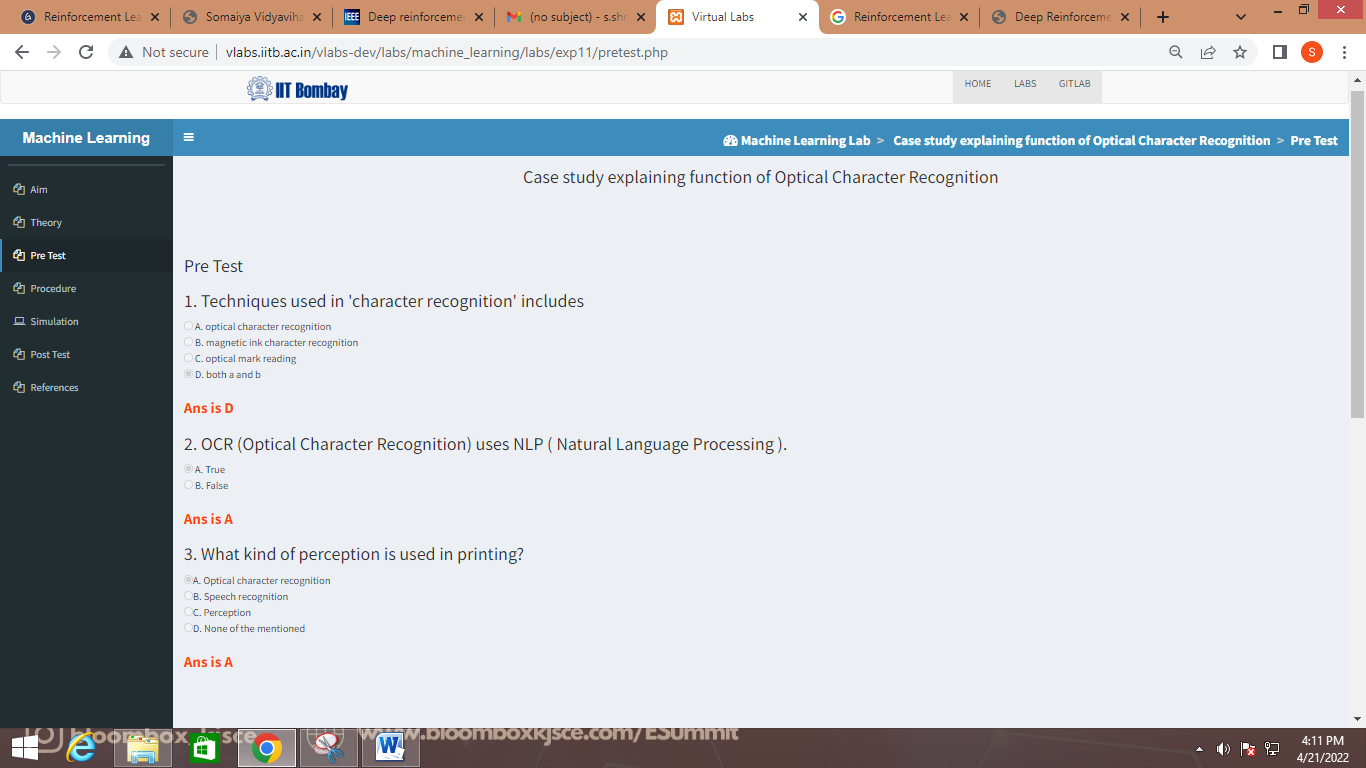 Reinforcement Lea
Somaiya Vidyaviha
IEEE Deep reinforcemen
(no subject) - s.shr
Virtual Labs
Reinforcement Lea
Deep Reinforceme
Not secure | vlabs.iitb.ac.in/vlabs-dev/labs/machine_learning/labs/exp11/pretest.php
S
IIT Bombay
HOME LABS GITLAB
Machine Learning
Machine Learning Lab > Case study explaining function of Optical Character Recognition > Pre Test
Aim
Theory
Pre Test
Procedure
Simulation
Post Test
References
Case study explaining function of Optical Character Recognition
Pre Test
1. Techniques used in 'character recognition' includes
A. optical character recognition
B. magnetic ink character recognition
C. optical mark reading
D. both a and b
Ans is D
2. OCR (Optical Character Recognition) uses NLP ( Natural Language Processing ).
A. True
B. False
Ans is A
3. What kind of perception is used in printing?
A. Optical character recognition
B. Speech recognition
C. Perception
D. None of the mentioned
Ans is A
www.bloomboxkjsce.com/ESummit
4:11 PM
4/21/2022